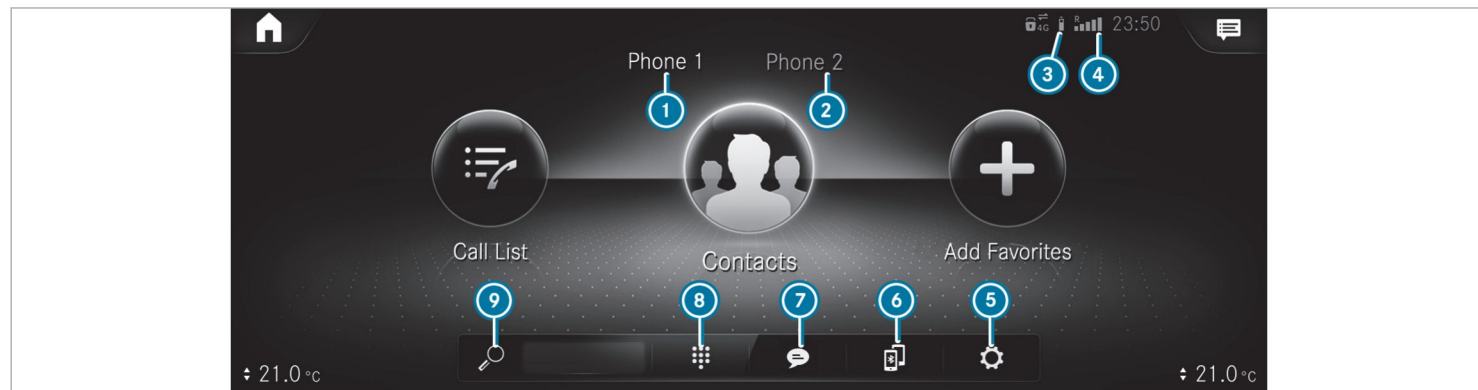 4G R 23:50
Phone 1 Phone 2
3 4
1 2
Call List Contacts Add Favorites
9 8 7 6 5
21.0 °C 21.0 °C